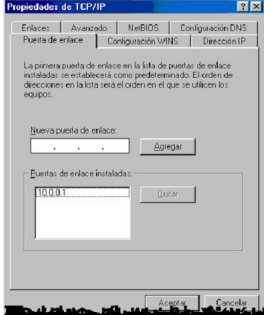 Propiedades de TCP/IP
Enlaces Avanzado NetBIOS Configuración DNS
Puerta de enlace Configuración WINS Dirección IP
La primera puerta de enlace en la lista de puertas de enlace
instaladas se establecerá como predeterminado. El orden de
direcciones en la lista será el orden en el que se utilicen los
equipos.
Nueva puerta de enlace:
. . . Agregar
Puertas de enlace instaladas:
10.0.0.1 Quitar
Aceptar Cancelar